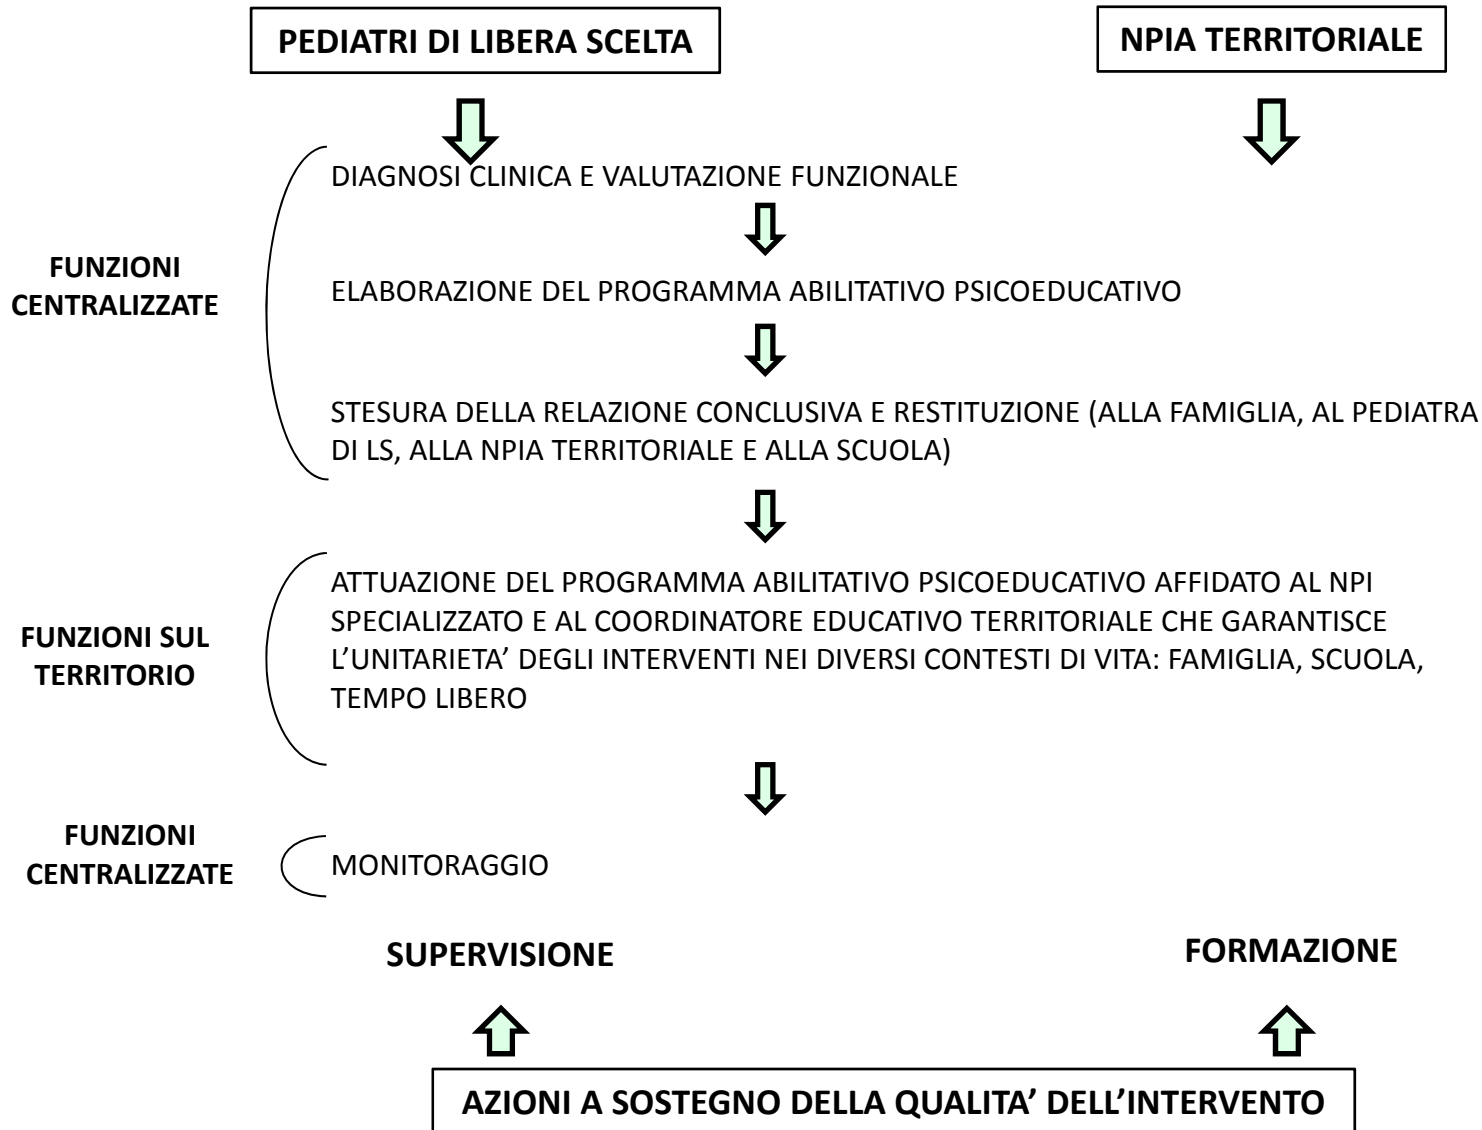 PEDIATRI DI LIBERA SCELTA
NPIA TERRITORIALE
DIAGNOSI CLINICA E VALUTAZIONE FUNZIONALE
FUNZIONI
CENTRALIZZATE
ELABORAZIONE DEL PROGRAMMA ABILITATIVO PSICOEDUCATIVO
STESURA DELLA RELAZIONE CONCLUSIVA E RESTITUZIONE (ALLA FAMIGLIA, AL PEDIATRA
DI LS, ALLA NPIA TERRITORIALE E ALLA SCUOLA)
FUNZIONI SUL
TERRITORIO
ATTUAZIONE DEL PROGRAMMA ABILITATIVO PSICOEDUCATIVO AFFIDATO AL NPI
SPECIALIZZATO E AL COORDINATORE EDUCATIVO TERRITORIALE CHE GARANTISCE
L’UNITARIETA’ DEGLI INTERVENTI NEI DIVERSI CONTESTI DI VITA: FAMIGLIA, SCUOLA,
TEMPO LIBERO
FUNZIONI
CENTRALIZZATE
MONITORAGGIO
SUPERVISIONE
FORMAZIONE
AZIONI A SOSTEGNO DELLA QUALITA’ DELL’INTERVENTO